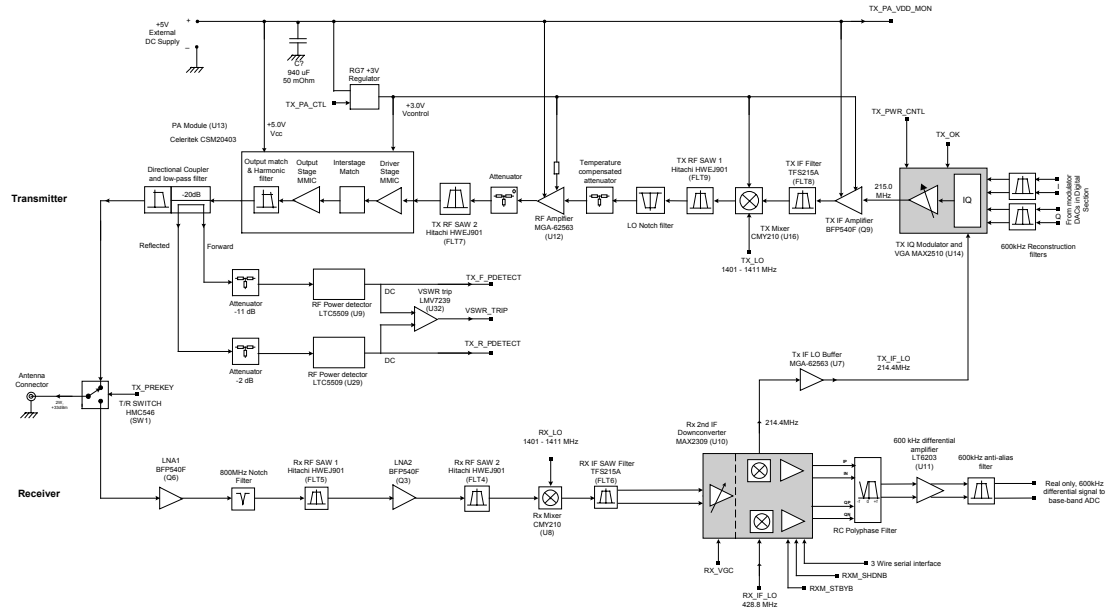 TX_PA_VDD_MON
+5V
External
DC Supply
+
–
C?
940 uF
50 mOhm
RG7 +3V
Regulator
TX_PA_CTL
+5.0V
Vcc
+3.0V
Vcontrol
TX_PWR_CNTL
TX_OK
PA Module (U13)
Celeritek CSM20403
Transmitter
Directional Coupler
and low-pass filter
-20dB
Output match
& Harmonic
filter
Output
Stage
MMIC
Interstage
Match
Driver
Stage
MMIC
TX RF SAW 2
Hitachi HWEJ901
(FLT7)
Attenuator
RF Amplfier
MGA-62563
(U12)
Temperature
compensated
attenuator
LO Notch filter
TX RF SAW 1
Hitachi HWEJ901
(FLT9)
TX Mixer
CMY210 (U16)
TX_LO
1401 - 1411 MHz
TX IF Filter
TFS215A
(FLT8)
TX IF Amplifier
BFP540F (Q9)
215.0
MHz
IQ
TX IQ Modulator and
VGA MAX2510 (U14)
600kHz Reconstruction
filters
I
Q
From modulator
DACs in Digital
Section
Reflected
Forward
Attenuator
-11 dB
RF Power detector
LTC5509 (U9)
TX_F_PDETECT
DC
VSWR trip
LMV7239
(U32)
VSWR_TRIP
TX_R_PDETECT
DC
Attenuator
-2 dB
RF Power detector
LTC5509 (U29)
Antenna
Connector
TX_PREKEY
T/R SWITCH
HMC546
(SW1)
Tx IF LO Buffer
MGA-62563 (U7)
TX_IF_LO
214.4MHz
214.4MHz
Receiver
LNA1
BFP540F
(Q6)
800MHz Notch
Filter
Rx RF SAW 1
Hitachi HWEJ901
(FLT5)
LNA2
BFP540F
(Q3)
Rx RF SAW 2
Hitachi HWEJ901
(FLT4)
RX_LO
1401 - 1411 MHz
Rx Mixer
CMY210
(U8)
RX IF SAW Filter
TFS215A
(FLT6)
Rx 2nd IF
Downconverter
MAX2309 (U10)
IP
IN
QP
QN
RC Polyphase Filter
600 kHz differential
amplifier
LT6203
(U11)
600kHz anti-alias
filter
Real only, 600kHz
differential signal to
base-band ADC
RX_VGC
RX_IF_LO
428.8 MHz
3 Wire serial interface
RXM_SHDNB
RXM_STBYB